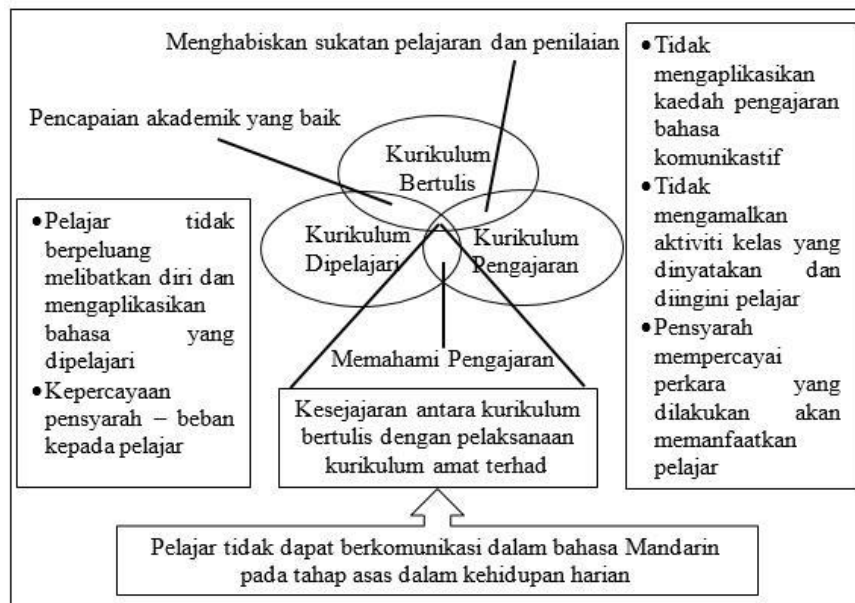 Menghabiskan sukatan pelajaran dan penilaian
Pencapaian akademik yang baik
Kurikulum
Bertulis
Kurikulum
Dipelajari
Kurikulum
Pengajaran
Memahami Pengajaran
•Pelajar tidak
berpeluang
melibatkan diri dan
mengaplikasikan
bahasa yang
dipelajari
•Kepercayaan
pensyarah – beban
kepada pelajar
•Tidak
mengaplikasikan
kaedah pengajaran
bahasa
komunikastif
•Tidak
mengamalkan
aktiviti kelas yang
dinyatakan dan
diingini pelajar
•Pensyarah
mempercayai
perkara yang
dilakukan akan
memanfaatkan
pelajar
Kesejajaran antara kurikulum
bertulis dengan pelaksanaan
kurikulum amat terhad
Pelajar tidak dapat berkomunikasi dalam bahasa Mandarin
pada tahap asas dalam kehidupan harian